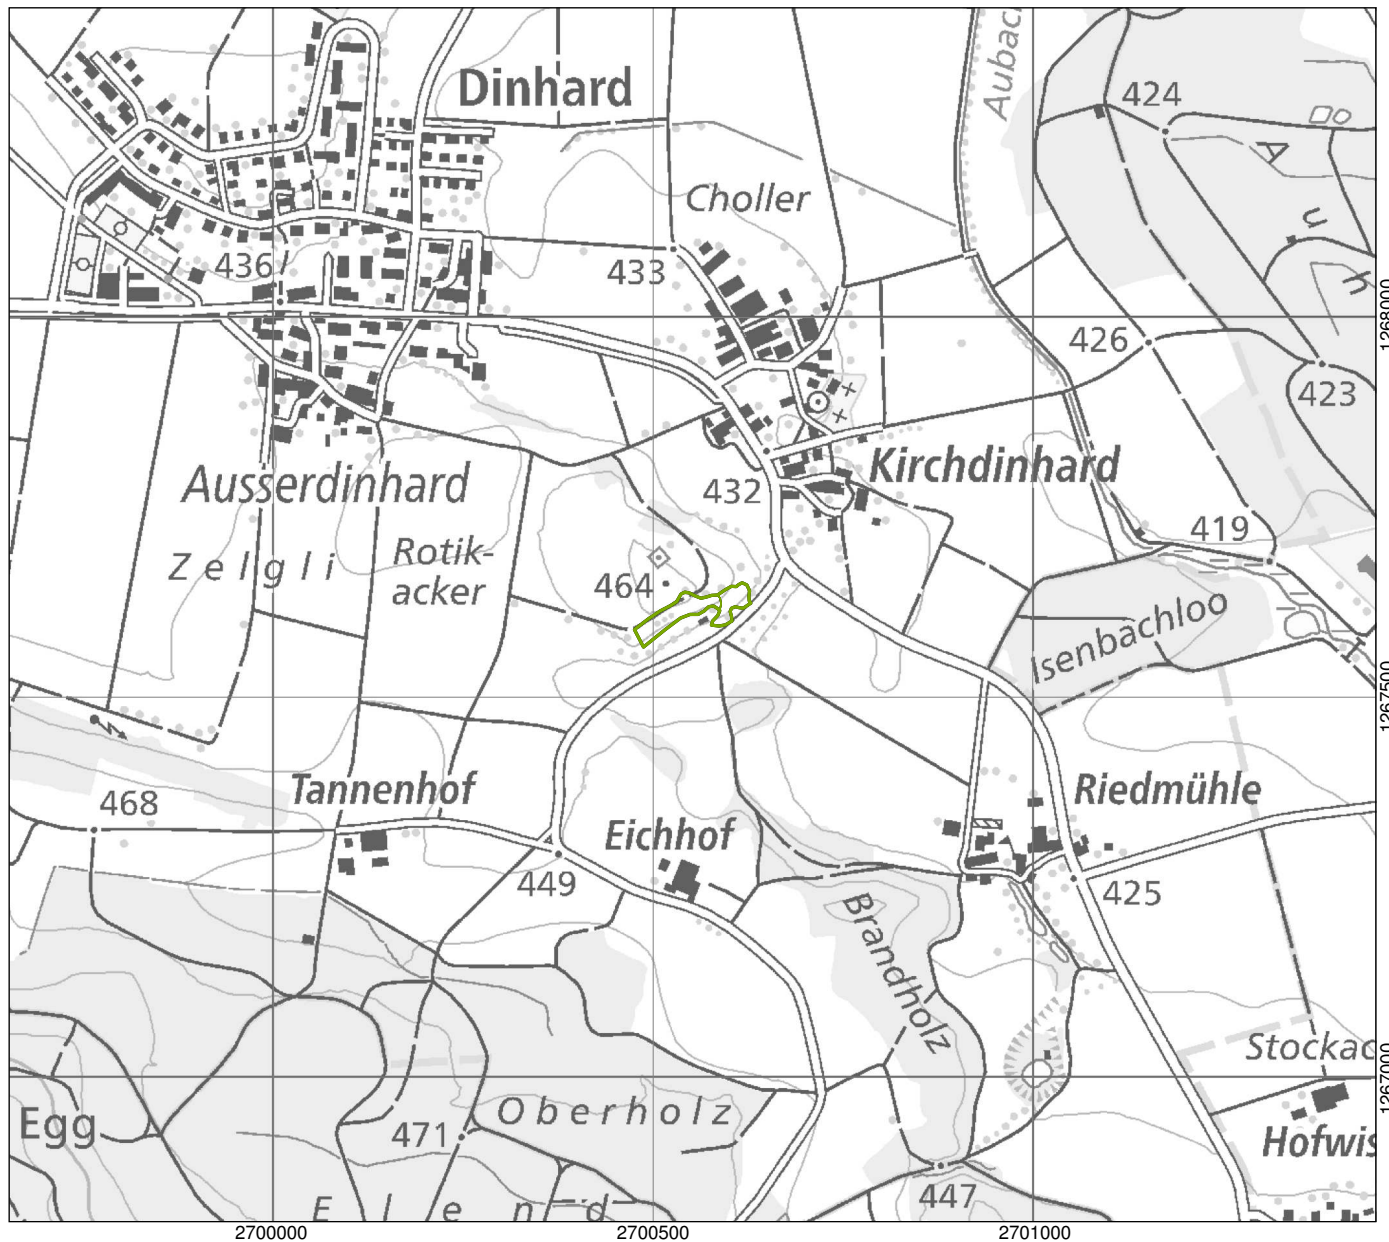 Dinhard
Aubac
424
A
u
h
Choller
436
433
1268000
426
423
Kirchdinhard
Ausserdinhard
432
419
Rotik-
acker
Zelgli
464
Isenbachloo
1267500
Tannenhof
468
Riedmühle
Eichhof
449
425
Brandholz
Stockac
1267000
Egg
Oberholz
471
Hofwis
447
Elend
2700000
2700500
2701000